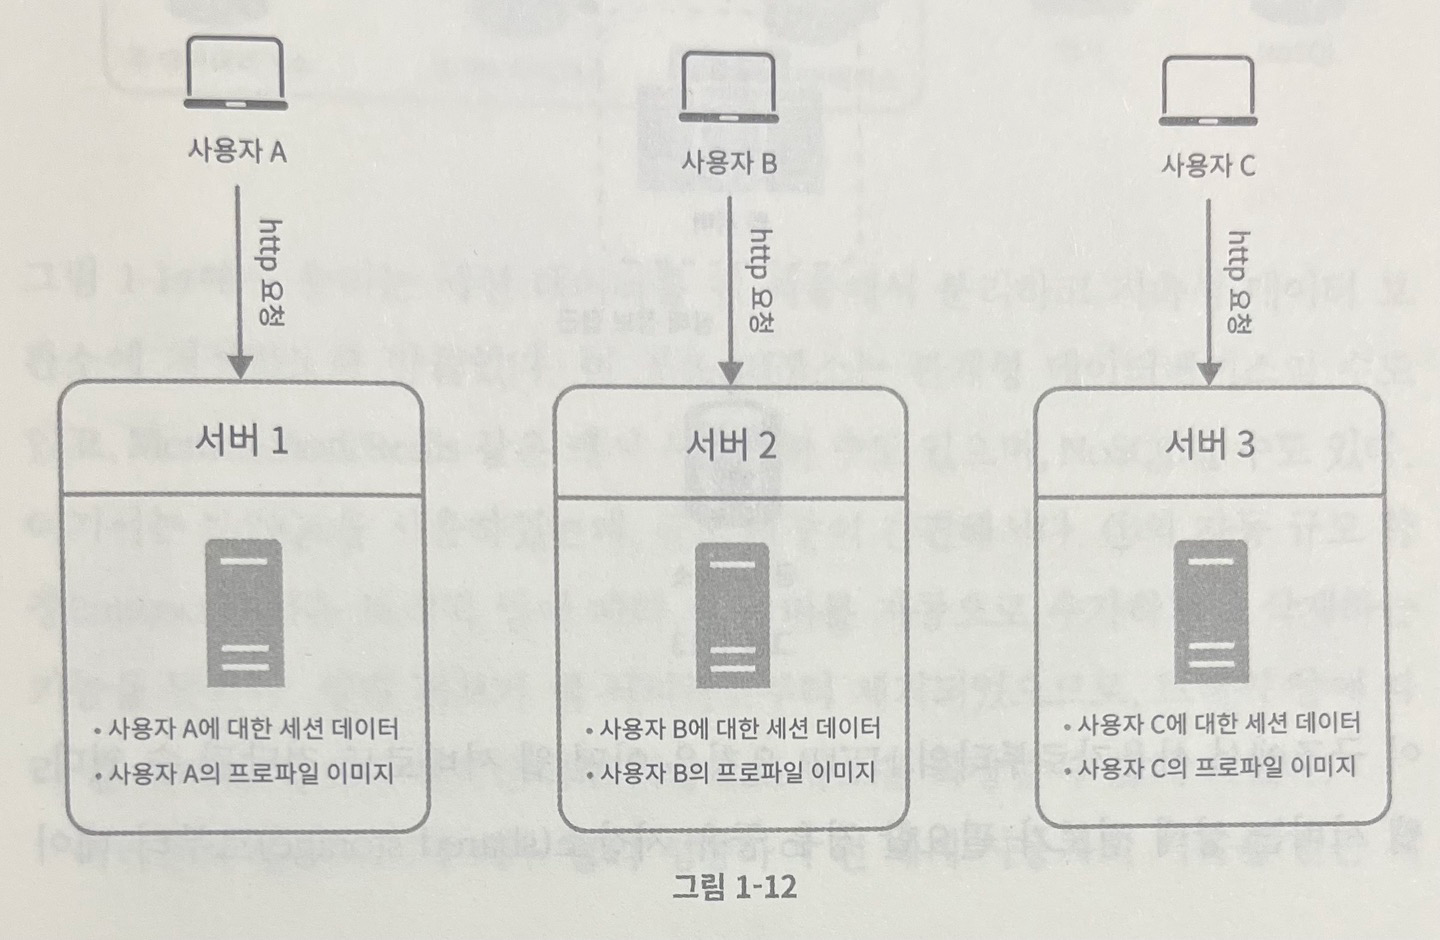 사용자 A
사용자 B
사용자 C
http 요청
http 요청
http 요청
서버 1
서버 2
서버 3
• 사용자 A에 대한 세션 데이터
• 사용자 A의 프로파일 이미지
• 사용자 B에 대한 세션 데이터
• 사용자 B의 프로파일 이미지
• 사용자 C에 대한 세션 데이터
• 사용자 C의 프로파일 이미지
그림 1-12